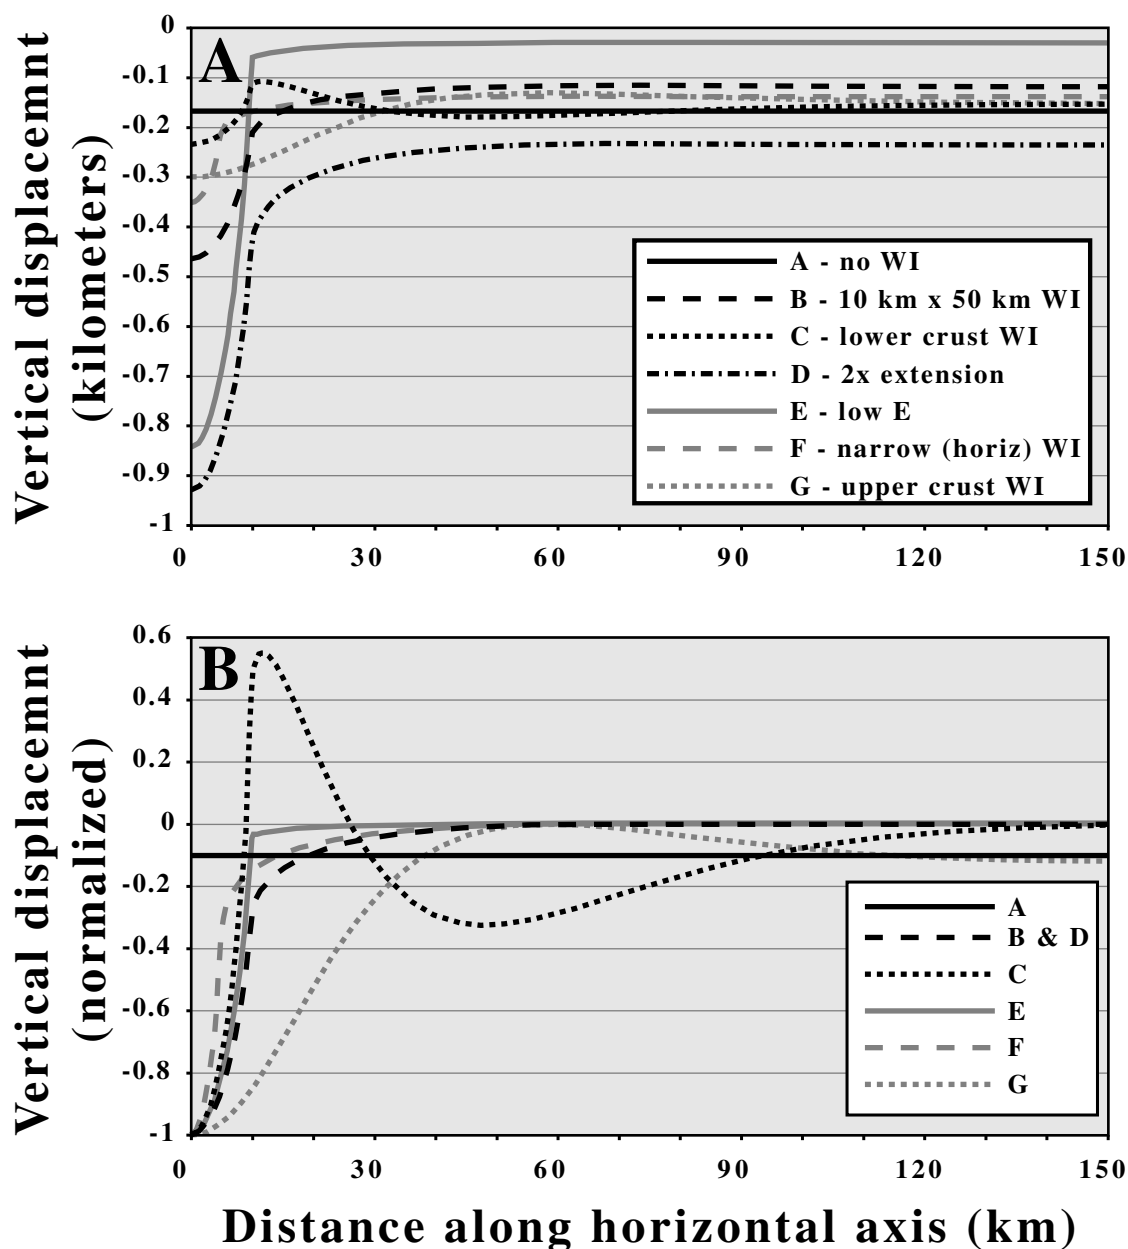 A
Vertical displacemnt
(kilometers)
0
-0.1
-0.2
-0.3
-0.4
-0.5
-0.6
-0.7
-0.8
-0.9
-1
0 30 60 90 120 150
A - no WI
B - 10 km x 50 km WI
C - lower crust WI
D - 2x extension
E - low E
F - narrow (horiz) WI
G - upper crust WI
B
Vertical displacemnt
(normalized)
0.6
0.4
0.2
0
-0.2
-0.4
-0.6
-0.8
-1
0 30 60 90 120 150
A
B & D
C
E
F
G
Distance along horizontal axis (km)